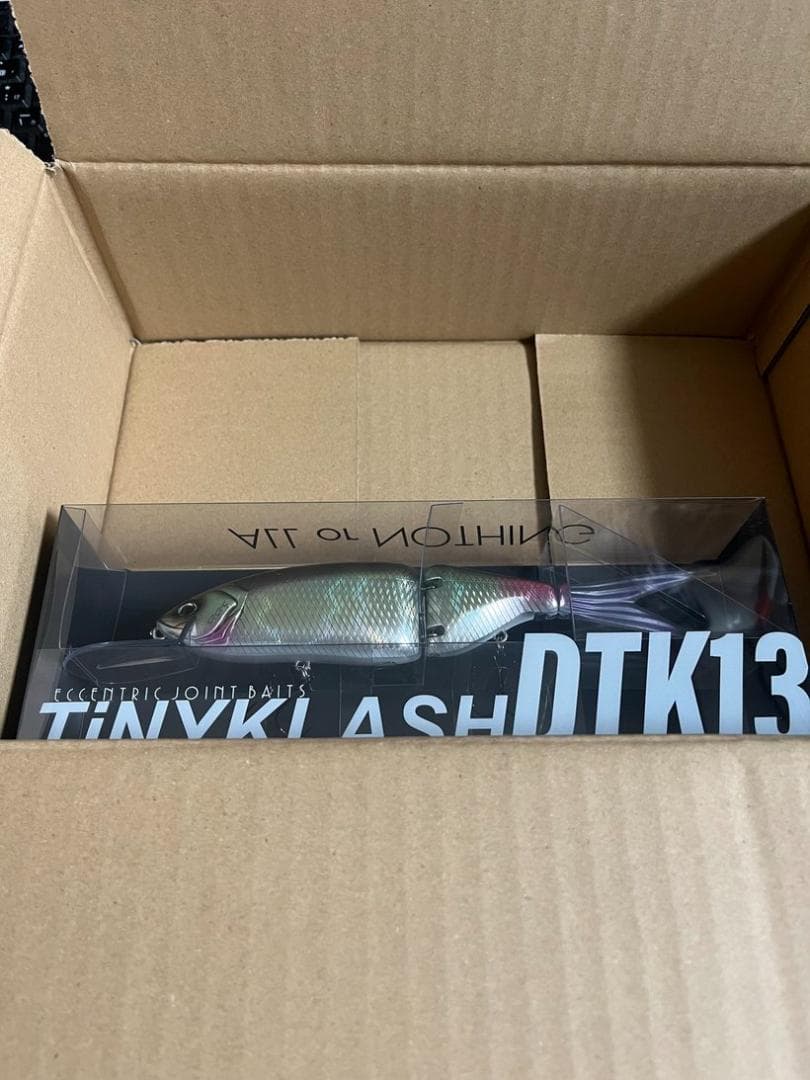 ALL or NOTHING
ECCENTRIC JOINT BAITS
TiNYKLASH DTK13